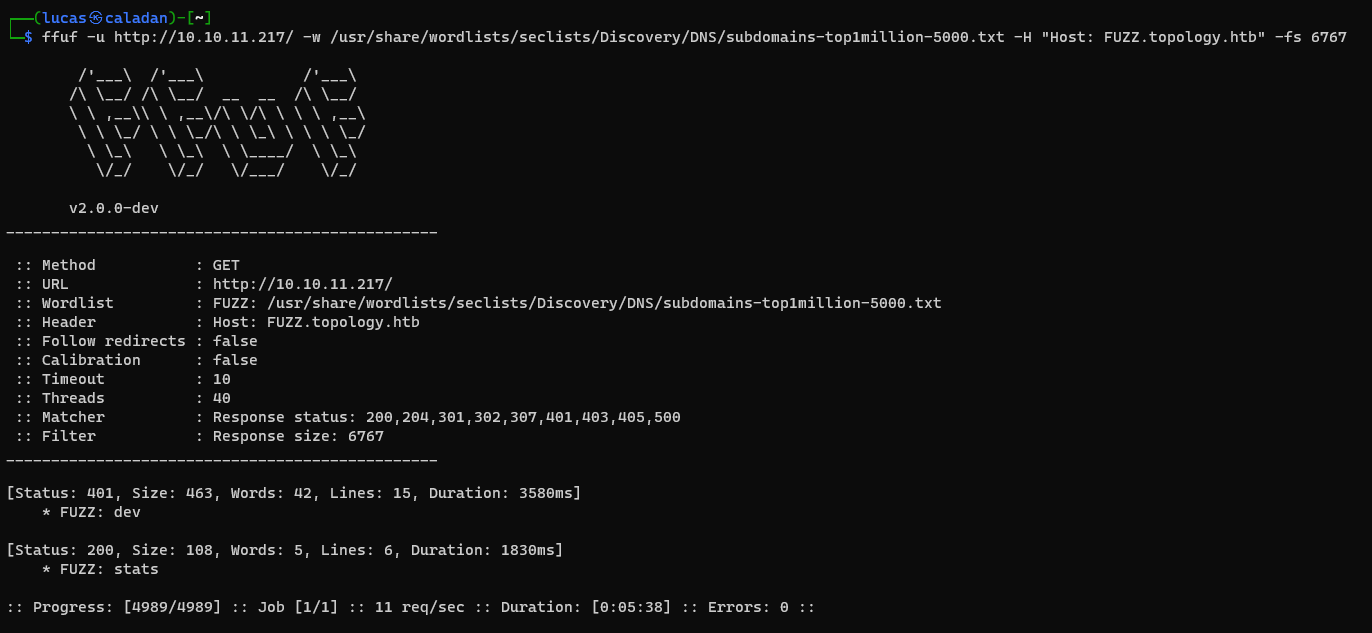 ┌──(lucas㉿caladan)-[~]
└─$ ffuf -u http://10.10.11.217/ -w /usr/share/wordlists/seclists/Discovery/DNS/subdomains-top1million-5000.txt -H "Host: FUZZ.topology.htb" -fs 6767
        /'___\  /'___\           /'___\
       /\ \__/ /\ \__/  __  __  /\ \__/
       \ \ ,__\\ \ ,__\/\ \/\ \ \ \ ,__\
        \ \ \_/ \ \ \_/\ \ \_\ \ \ \ \_/
         \ \_\   \ \_\  \ \____/  \ \_\
          \/_/    \/_/   \/___/    \/_/
       v2.0.0-dev
________________________________________________
 :: Method           : GET
 :: URL              : http://10.10.11.217/
 :: Wordlist         : FUZZ: /usr/share/wordlists/seclists/Discovery/DNS/subdomains-top1million-5000.txt
 :: Header           : Host: FUZZ.topology.htb
 :: Follow redirects : false
 :: Calibration      : false
 :: Timeout          : 10
 :: Threads          : 40
 :: Matcher          : Response status: 200,204,301,302,307,401,403,405,500
 :: Filter           : Response size: 6767
________________________________________________
[Status: 401, Size: 463, Words: 42, Lines: 15, Duration: 3580ms]
    * FUZZ: dev
[Status: 200, Size: 108, Words: 5, Lines: 6, Duration: 1830ms]
    * FUZZ: stats
:: Progress: [4989/4989] :: Job [1/1] :: 11 req/sec :: Duration: [0:05:38] :: Errors: 0 ::